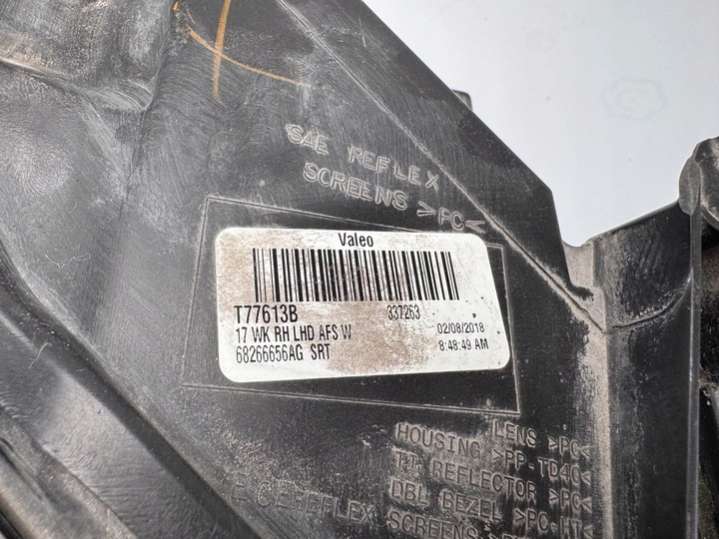 SAE REFLEX
SCREENS >PC<
Valeo
T77613B 337263
17 WK RH LHD AFS W 02/08/2018
68266656AG SRT 8:48:49 AM
LENS >PC<
HOUSING >PP-TD40<
REFLECTOR >PC<
DBL BEZEL >PC-HT<
REFLEX SCREENS